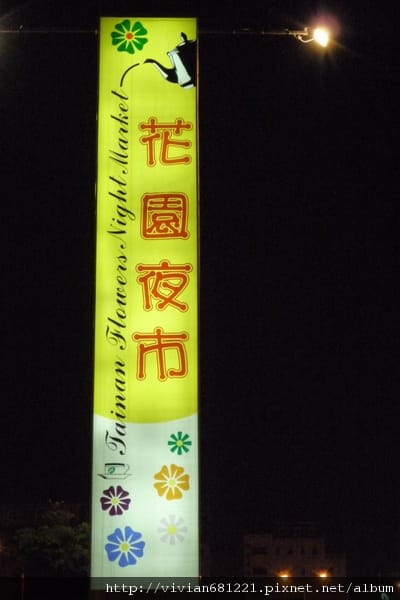 花園夜市
Tainan Flowers Night Market
http://vivian681221.pixnet.net/album